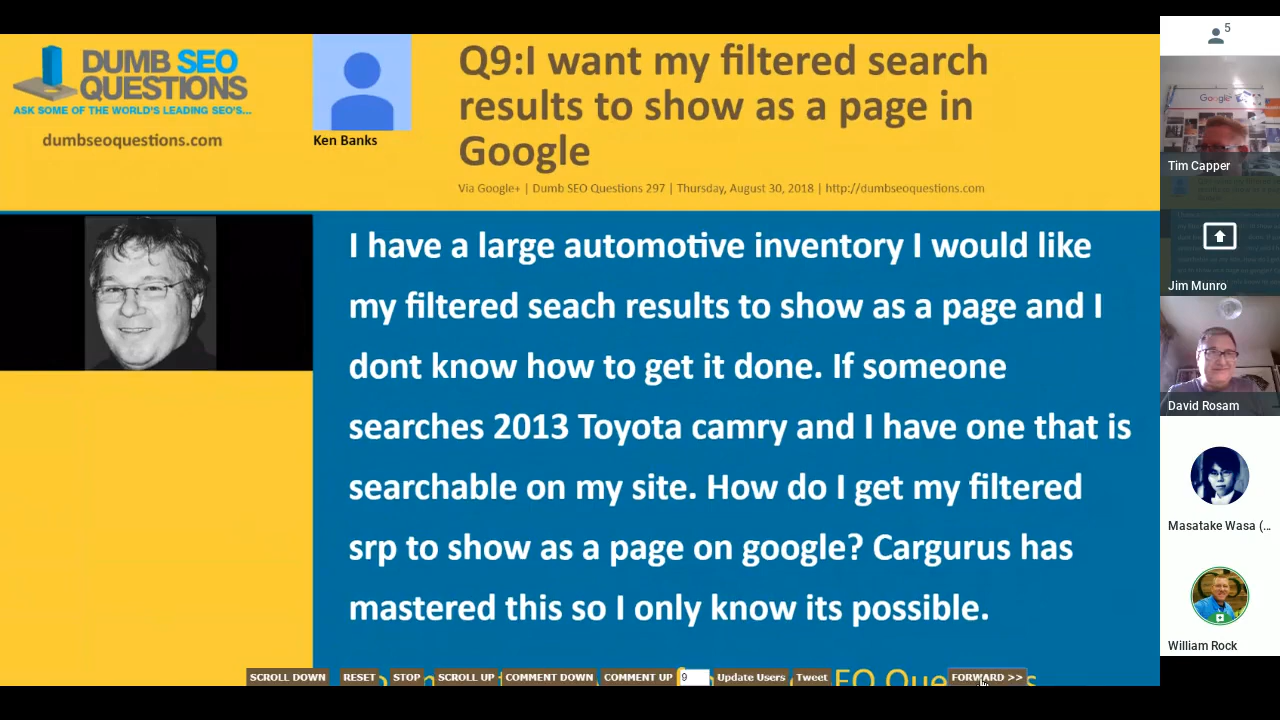 DUMB SEO
QUESTIONS
ASK SOME OF THE WORLD'S LEADING SEO'S...
dumbseoquestions.com
Ken Banks
Q9:I want my filtered search
results to show as a page in
Google
Via Google+ | Dumb SEO Questions 297 | Thursday, August 30, 2018 | http://dumbseoquestions.com
I have a large automotive inventory I would like
my filtered seach results to show as a page and I
dont know how to get it done. If someone
searches 2013 Toyota camry and I have one that is
searchable on my site. How do I get my filtered
srp to show as a page on google? Cargurus has
mastered this so I only know its possible.
SCROLL DOWN RESET STOP SCROLL UP COMMENT DOWN COMMENT UP 9 Update Users Tweet FORWARD >>
5
Google
Tim Capper
Jim Munro
David Rosam
Masatake Wasa (...
William Rock